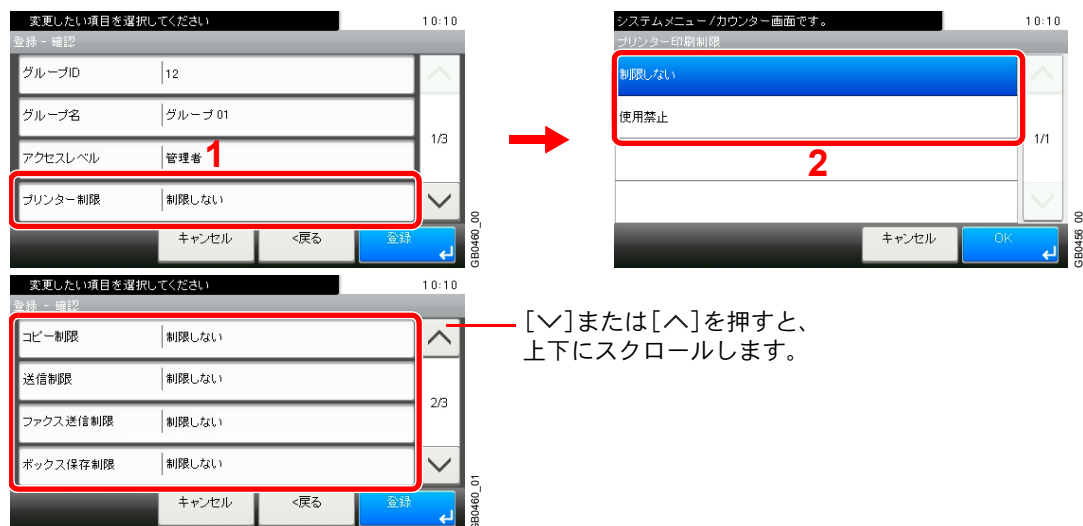 変更したい項目を選択してください 10:10
登録 - 確認
グループID 12
グループ名 グループ 01
アクセスレベル 管理者 1
プリンター制限 制限しない
1/3
キャンセル <戻る 登録
GB0460_00
システムメニュー/カウンター画面です。 10:10
プリンター印刷制限
制限しない
使用禁止
1/1
2
キャンセル OK
GB0456 00
変更したい項目を選択してください 10:10
登録 - 確認
コピー制限 制限しない
送信制限 制限しない
ファクス送信制限 制限しない
ボックス保存制限 制限しない
2/3
キャンセル <戻る 登録
GB0460_01
[∨]または[∧]を押すと、
上下にスクロールします。